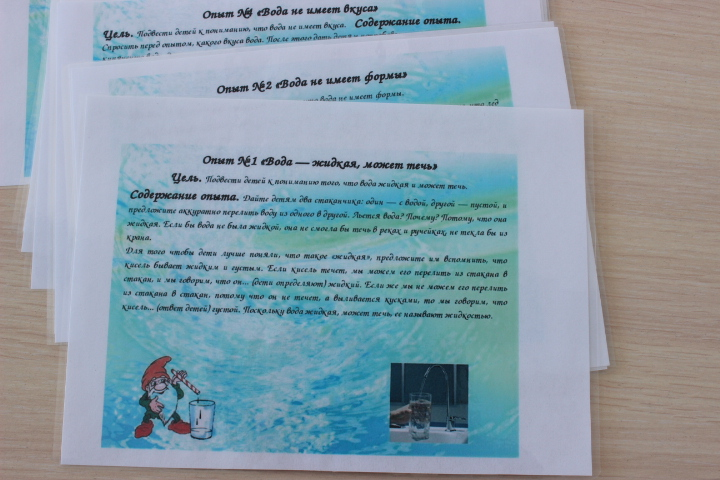 Опыт №4 «Вода не имеет вкуса»
Цель. Подвести детей к пониманию, что вода не имеет вкуса. Содержание опыта.
Спросить перед опытом, какого вкуса вода. После этого дать детям
Опыт №2 «Вода не имеет формы»
что вода не имеет формы.
что лед
Опыт №1 «Вода — жидкая, может течь»
Цель. Подвести детей к пониманию того, что вода жидкая и может течь.
Содержание опыта. Дайте детям два стаканчика: один — с водой, другой — пустой, и
предложите аккуратно перелить воду из одного в другой. Льется вода? Почему? Потому, что она
жидкая. Если бы вода не была жидкой, она не смогла бы течь в реках и ручейках, не текла бы из
крана.
Для того чтобы дети лучше поняли, что такое «жидкая», предложите им вспомнить, что
кисель бывает жидким и густым. Если кисель течет, мы можем его перелить из стакана в
стакан, и мы говорим, что он... (дети определяют) жидкий. Если же мы не можем его перелить
из стакана в стакан, потому что он не течет, а выливается кусками, то мы говорим, что
кисель... (ответ детей) густой. Поскольку вода жидкая, может течь, ее называют жидкостью.